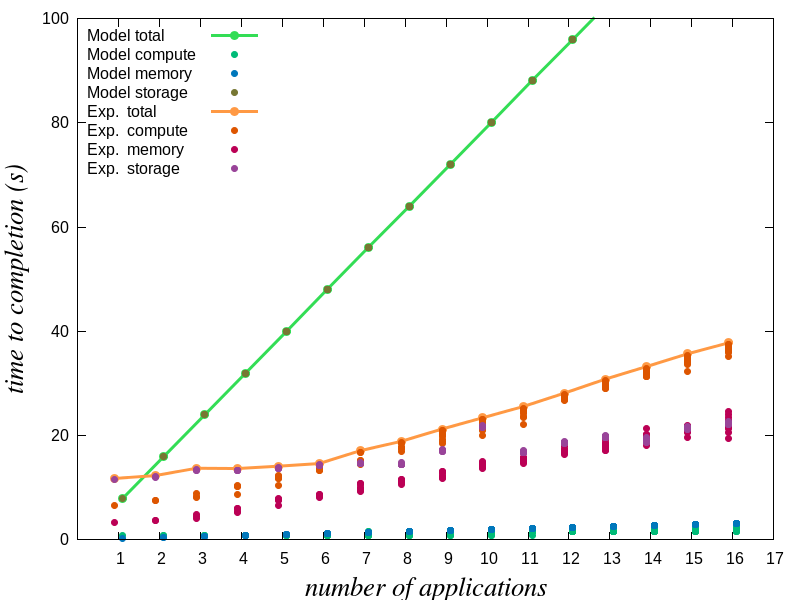 100
80
60
40
20
0
time to completion (s)
Model total
Model compute
Model memory
Model storage
Exp. total
Exp. compute
Exp. memory
Exp. storage
1 2 3 4 5 6 7 8 9 10 11 12 13 14 15 16 17
number of applications